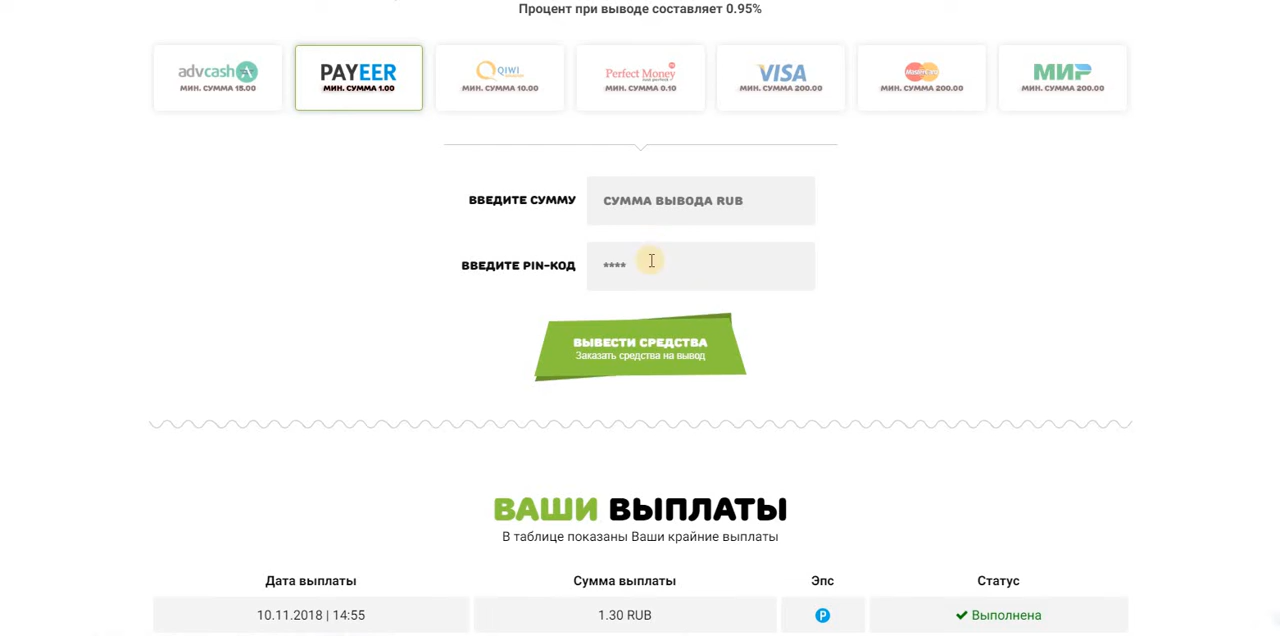 Процент при выводе составляет 0.95%
advcash A
МИН. СУММА 15.00
PAYEER
МИН. СУММА 1.00
QIWI
МИН. СУММА 10.00
Perfect Money
МИН. СУММА 0.10
VISA
МИН. СУММА 200.00
MasterCard
МИН. СУММА 200.00
МИР
МИН. СУММА 200.00
ВВЕДИТЕ СУММУ
СУММА ВЫВОДА RUB
ВВЕДИТЕ PIN-КОД
****
ВЫВЕСТИ СРЕДСТВА
Заказать средства на вывод
ВАШИ ВЫПЛАТЫ
В таблице показаны Ваши крайние выплаты
Дата выплаты Сумма выплаты Эпс Статус
10.11.2018 | 14:55 1.30 RUB P Выполнена